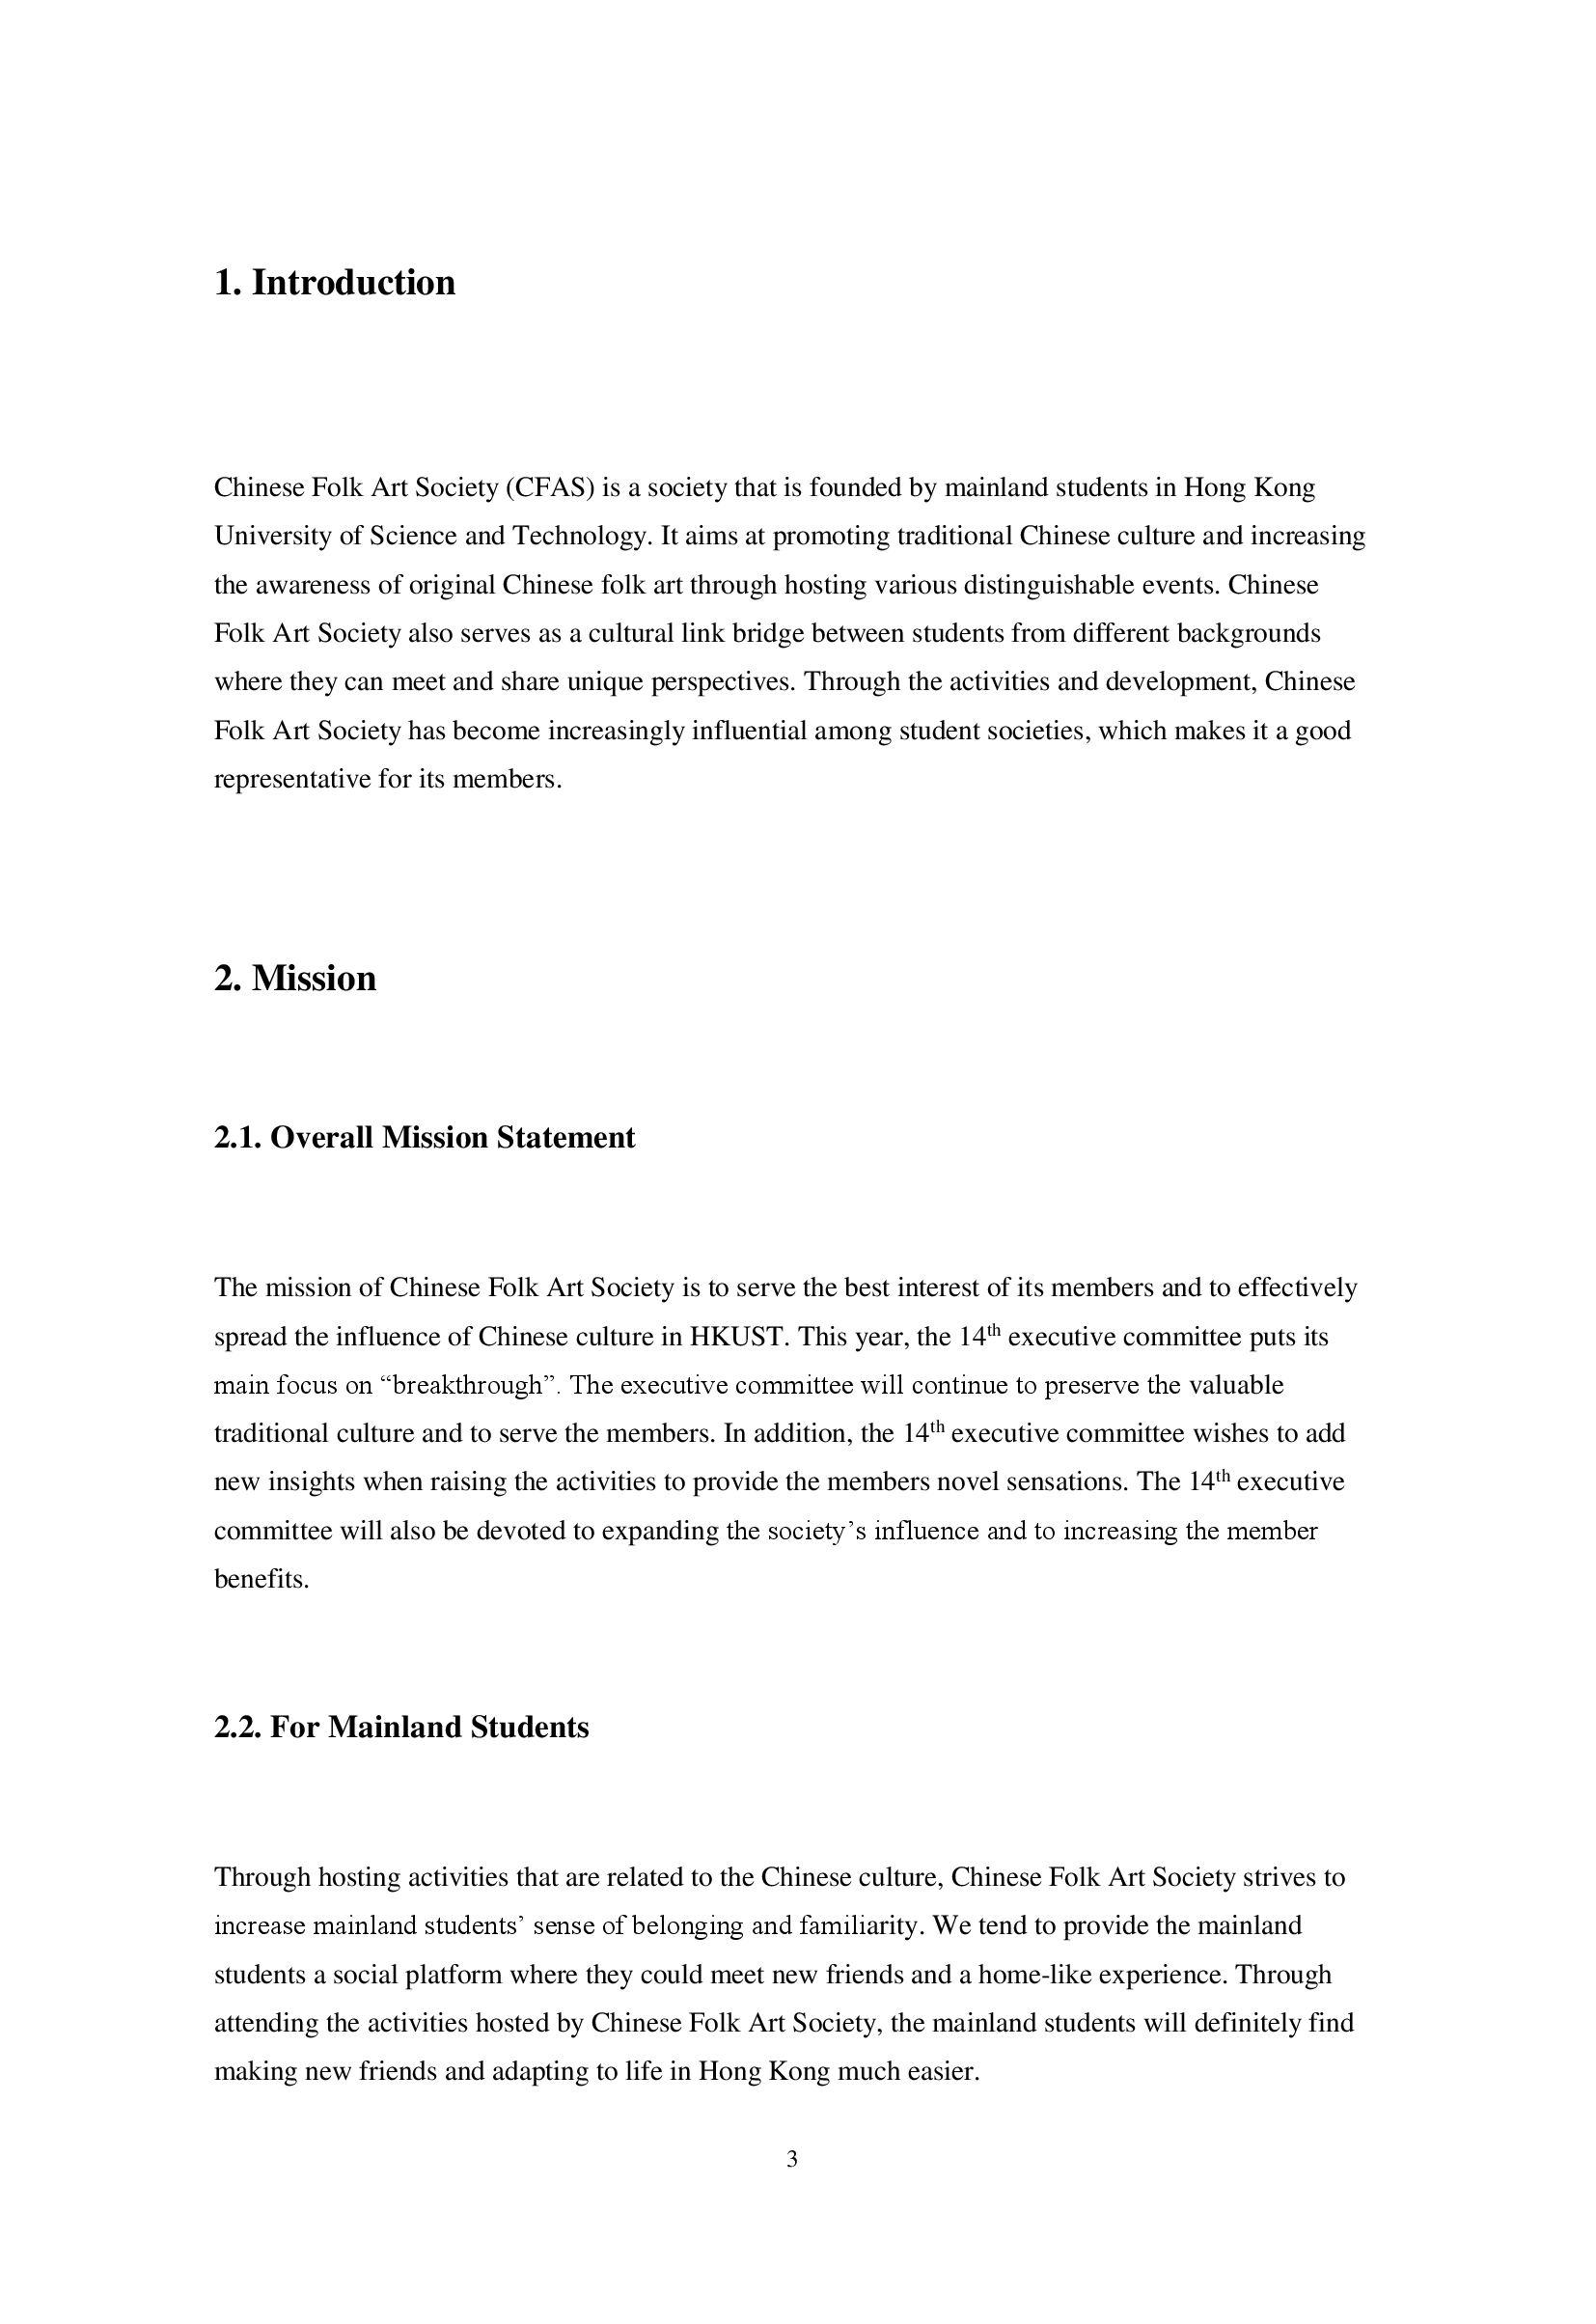 1. Introduction
Chinese Folk Art Society (CFAS) is a society that is founded by mainland students in Hong Kong
University of Science and Technology. It aims at promoting traditional Chinese culture and increasing
the awareness of original Chinese folk art through hosting various distinguishable events. Chinese
Folk Art Society also serves as a cultural link bridge between students from different backgrounds
where they can meet and share unique perspectives. Through the activities and development, Chinese
Folk Art Society has become increasingly influential among student societies, which makes it a good
representative for its members.
2. Mission
2.1. Overall Mission Statement
The mission of Chinese Folk Art Society is to serve the best interest of its members and to effectively
spread the influence of Chinese culture in HKUST. This year, the 14th executive committee puts its
main focus on “breakthrough”. The executive committee will continue to preserve the valuable
traditional culture and to serve the members. In addition, the 14th executive committee wishes to add
new insights when raising the activities to provide the members novel sensations. The 14th executive
committee will also be devoted to expanding the society’s influence and to increasing the member
benefits.
2.2. For Mainland Students
Through hosting activities that are related to the Chinese culture, Chinese Folk Art Society strives to
increase mainland students’ sense of belonging and familiarity. We tend to provide the mainland
students a social platform where they could meet new friends and a home-like experience. Through
attending the activities hosted by Chinese Folk Art Society, the mainland students will definitely find
making new friends and adapting to life in Hong Kong much easier.
3